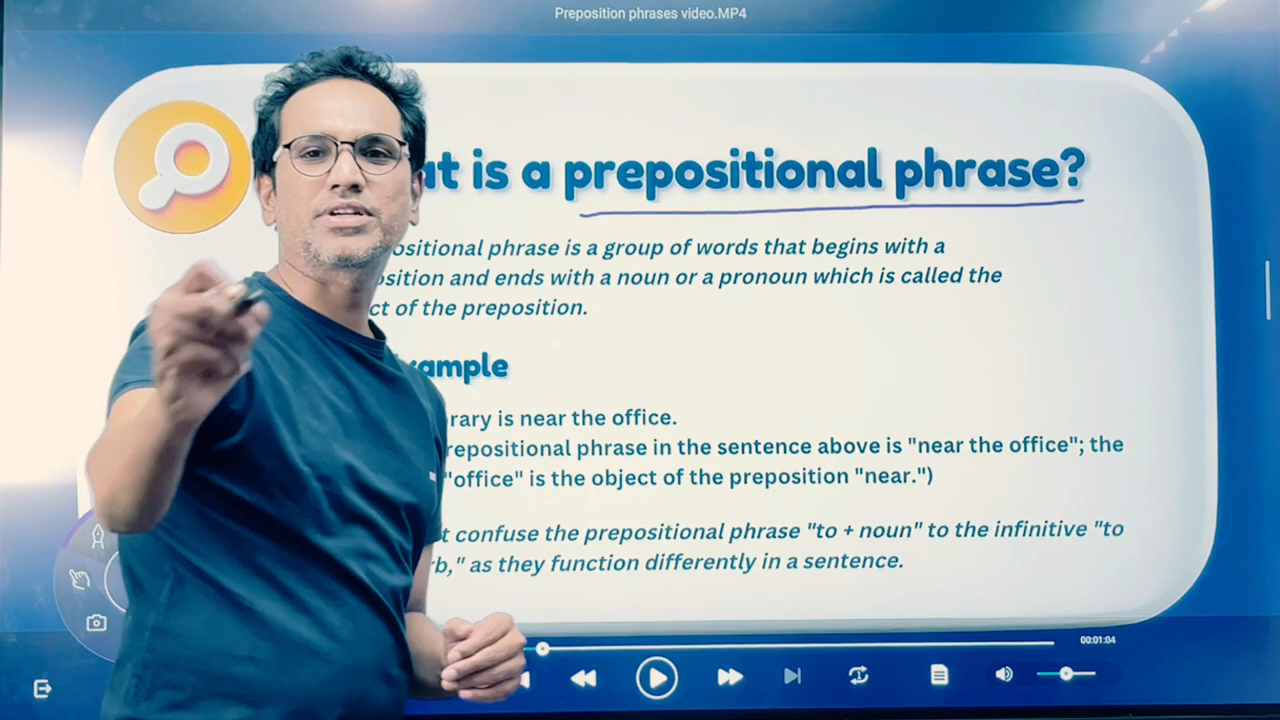 Preposition phrases video.MP4
at is a prepositional phrase?
ositional phrase is a group of words that begins with a
osition and ends with a noun or a pronoun which is called the
ct of the preposition.
xample
rary is near the office.
repositional phrase in the sentence above is "near the office"; the
"office" is the object of the preposition "near.")
t confuse the prepositional phrase "to + noun" to the infinitive "to
rb," as they function differently in a sentence.
00:01:04